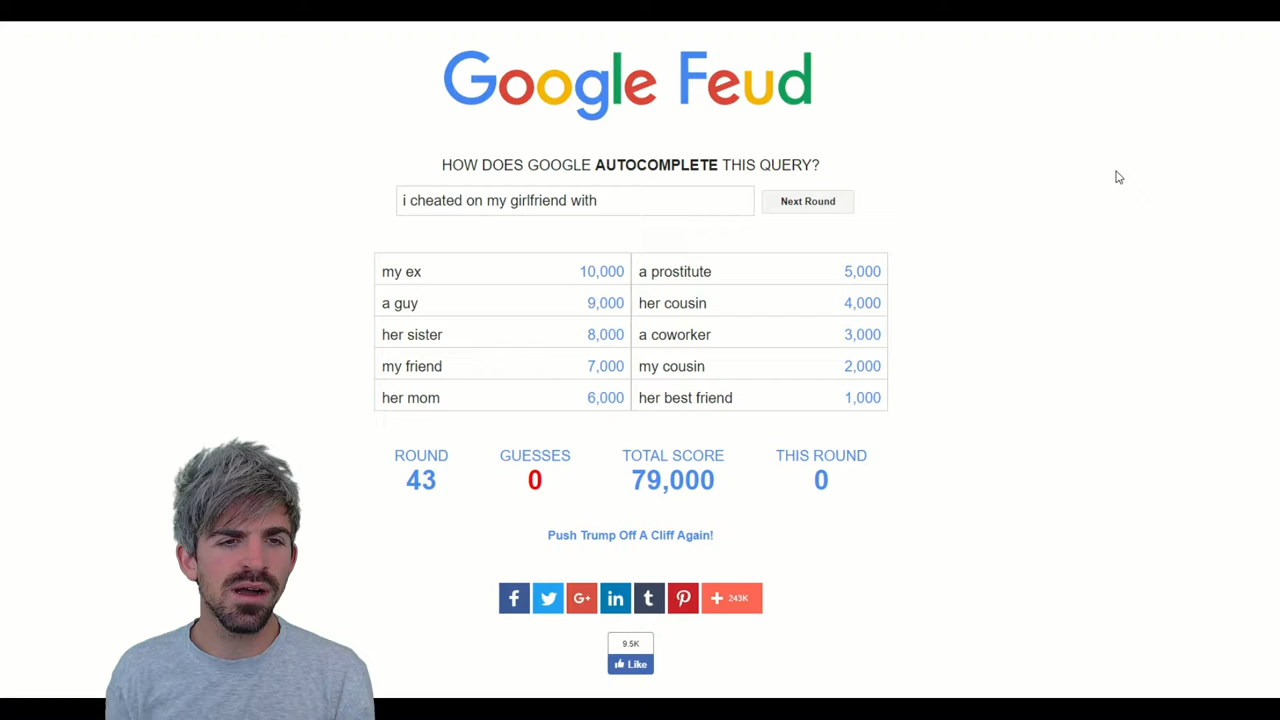 Google Feud
HOW DOES GOOGLE AUTOCOMPLETE THIS QUERY?
i cheated on my girlfriend with
Next Round
my ex 10,000 a prostitute 5,000
a guy 9,000 her cousin 4,000
her sister 8,000 a coworker 3,000
my friend 7,000 my cousin 2,000
her mom 6,000 her best friend 1,000
ROUND GUESSES TOTAL SCORE THIS ROUND
43 0 79,000 0
Push Trump Off A Cliff Again!
f G+ in t + 243K
9.5K
Like